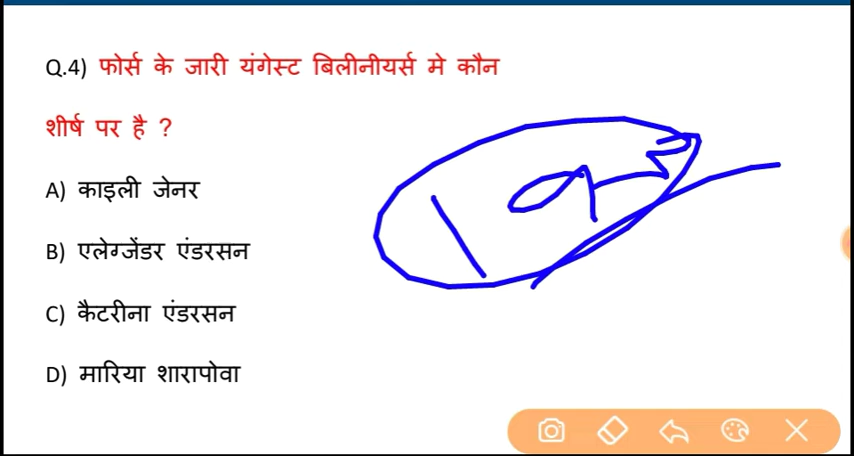 Q.4) फोर्स के जारी यंगेस्ट बिलीनीयर्स मे कौन
शीर्ष पर है ?
A) काइली जेनर
B) एलेग्जेंडर एंडरसन
C) कैटरीना एंडरसन
D) मारिया शारापोवा